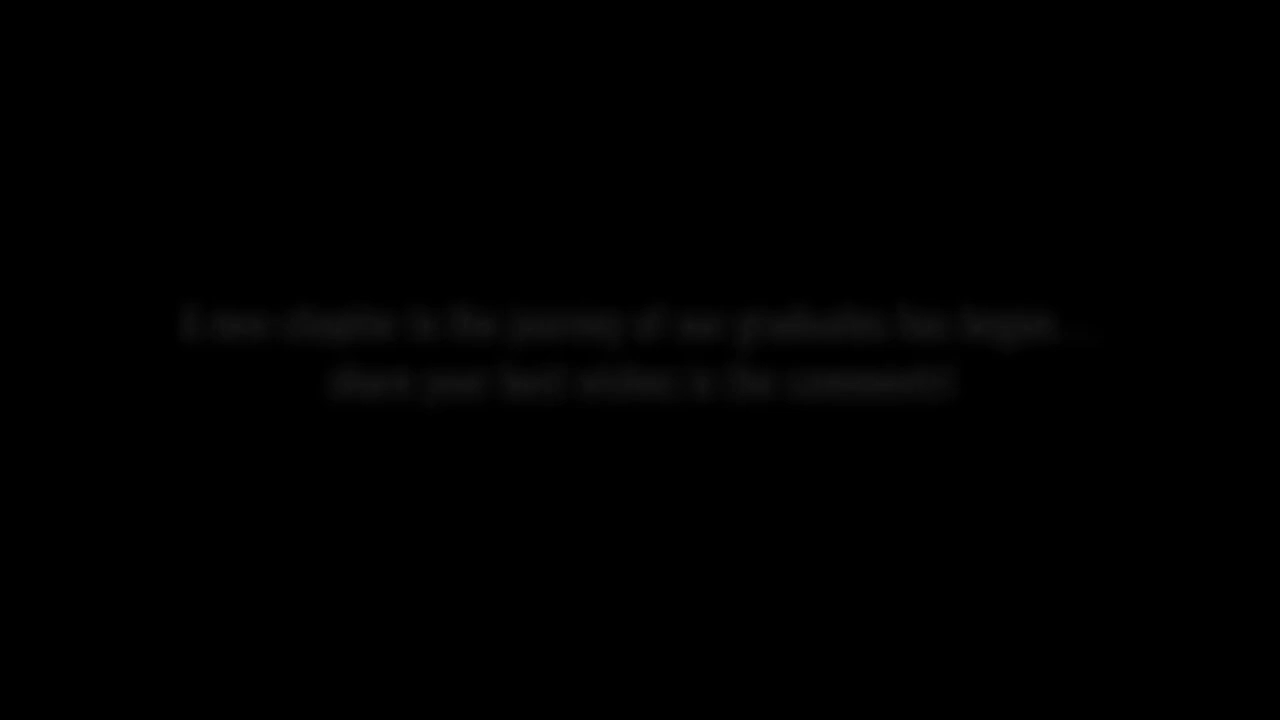 A new chapter in the journey of our graduates has begun...
share your best wishes in the comments!